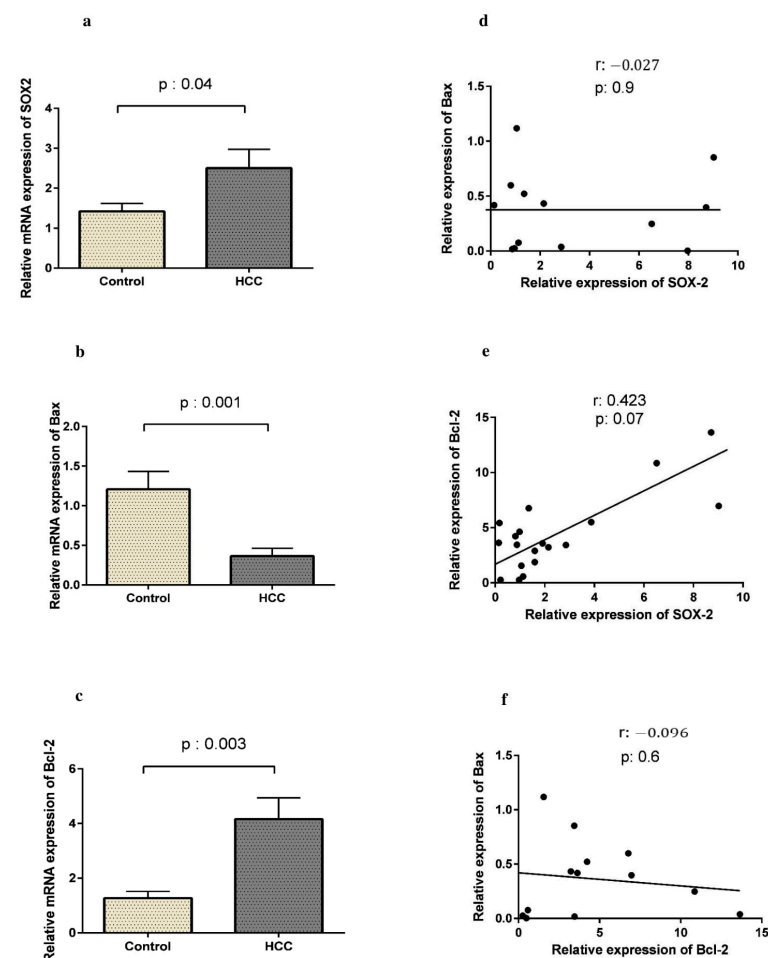 a
p : 0.04
Relative mRNA expression of SOX2
4
3
2
1
0
Control HCC
d
r: −0.027
p: 0.9
Relative expression of Bax
1.5
1.0
0.5
0.0
0 2 4 6 8 10
Relative expression of SOX-2
b
p : 0.001
Relative mRNA expression of Bax
2.0
1.5
1.0
0.5
0.0
Control HCC
e
r: 0.423
p: 0.07
Relative expression of Bcl-2
15
10
5
0
0 2 4 6 8 10
Relative expression of SOX-2
c
p : 0.003
Relative mRNA expression of Bcl-2
6
4
2
0
Control HCC
f
r: −0.096
p: 0.6
Relative expression of Bax
1.5
1.0
0.5
0.0
0 5 10 15
Relative expression of Bcl-2